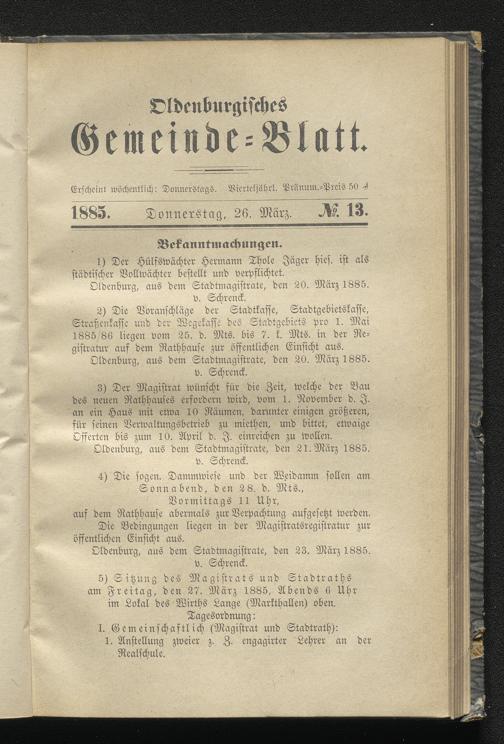 Oldenburgisches
Gemeinde-Blatt.
Erscheint wöchentlich: Donnerstags. Vierteljährl. Pränum.-Preis 50 ₰
1885. Donnerstag, 26. März. №. 13.
Bekanntmachungen.
1) Der Hülfswächter Hermann Thole Jäger hies. ist als
städtischer Vollwächter bestellt und verpflichtet.
Oldenburg, aus dem Stadtmagistrate, den 20. März 1885.
v. Schrenck.
2) Die Voranschläge der Stadtkasse, Stadtgebietskasse,
Straßenkasse und der Wegekasse des Stadtgebiets pro 1. Mai
1885/86 liegen vom 25. d. Mts. bis 7. k. Mts. in der Re-
gistratur auf dem Rathhause zur öffentlichen Einsicht aus.
Oldenburg, aus dem Stadtmagistrate, den 20. März 1885.
v. Schrenck.
3) Der Magistrat wünscht für die Zeit, welche der Bau
des neuen Rathhauses erfordern wird, vom 1. November d. J.
an ein Haus mit etwa 10 Räumen, darunter einigen größeren,
für seinen Verwaltungsbetrieb zu miethen, und bittet, etwaige
Offerten bis zum 10. April d. J. einreichen zu wollen.
Oldenburg, aus dem Stadtmagistrate, den 21. März 1885.
v. Schrenck.
4) Die sogen. Dammwiese und der Weidamm sollen am
Sonnabend, den 28. d. Mts.,
Vormittags 11 Uhr,
auf dem Rathhause abermals zur Verpachtung aufgesetzt werden.
Die Bedingungen liegen in der Magistratsregistratur zur
öffentlichen Einsicht aus.
Oldenburg, aus dem Stadtmagistrate, den 23. März 1885.
v. Schrenck.
5) Sitzung des Magistrats und Stadtraths
am Freitag, den 27. März 1885, Abends 6 Uhr
im Lokal des Wirths Lange (Markthallen) oben.
Tagesordnung:
I. Gemeinschaftlich (Magistrat und Stadtrath):
1. Anstellung zweier z. Z. engagirter Lehrer an der
Realschule.